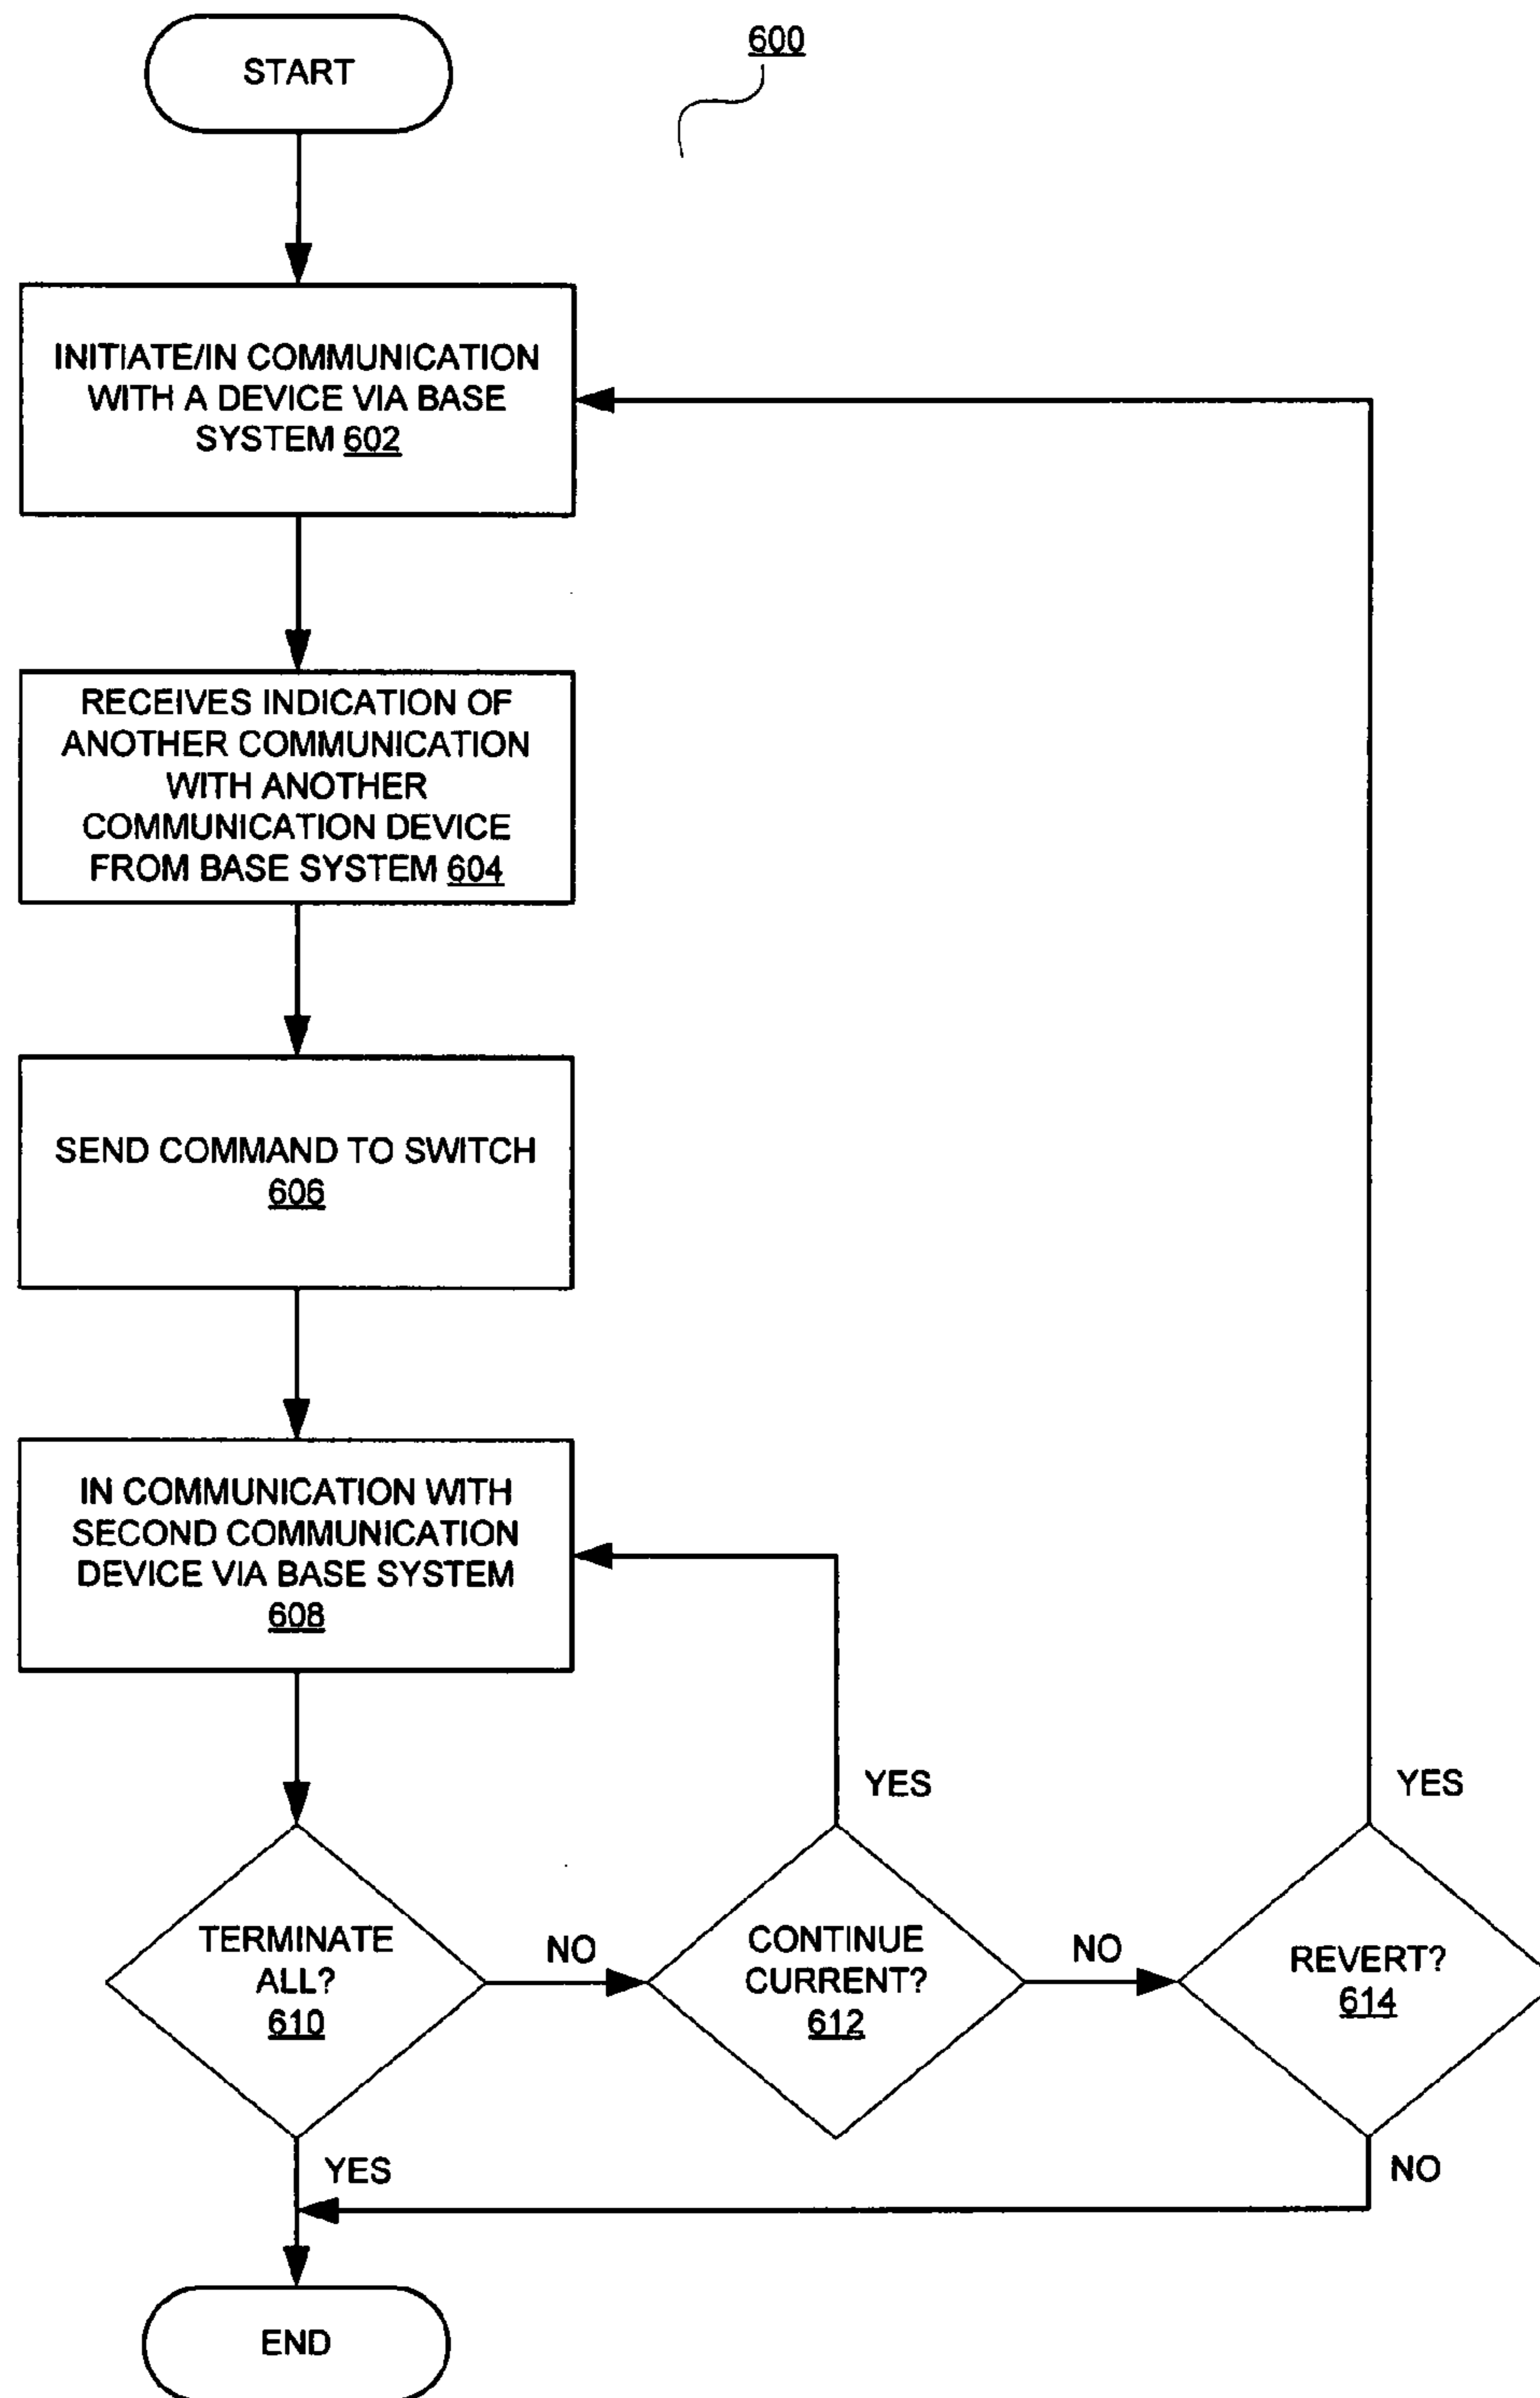 START
600
INITIATE/IN COMMUNICATION
WITH A DEVICE VIA BASE
SYSTEM 602
RECEIVES INDICATION OF
ANOTHER COMMUNICATION
WITH ANOTHER
COMMUNICATION DEVICE
FROM BASE SYSTEM 604
SEND COMMAND TO SWITCH
606
IN COMMUNICATION WITH
SECOND COMMUNICATION
DEVICE VIA BASE SYSTEM
608
YES
YES
TERMINATE
ALL?
610
NO
CONTINUE
CURRENT?
612
NO
REVERT?
614
YES
NO
END